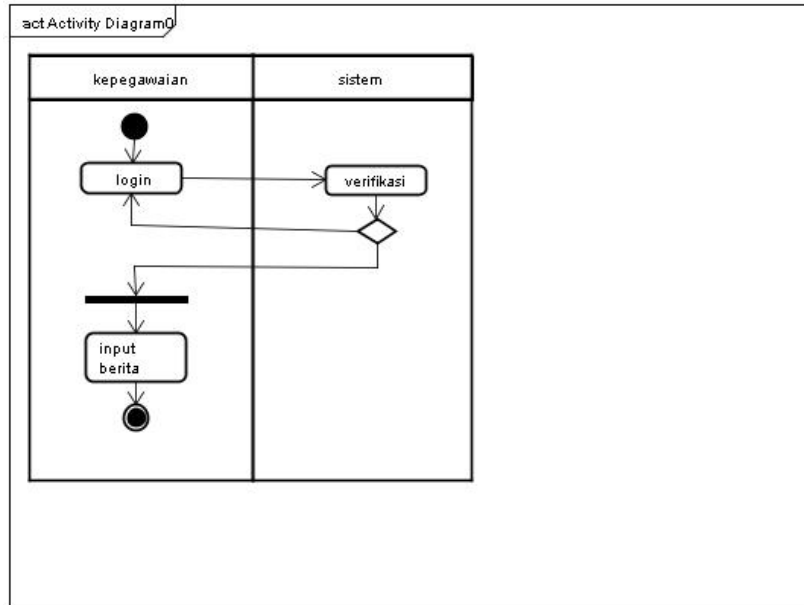 act Activity Diagram0
kepegawaian
sistem
login
verifikasi
input
berita